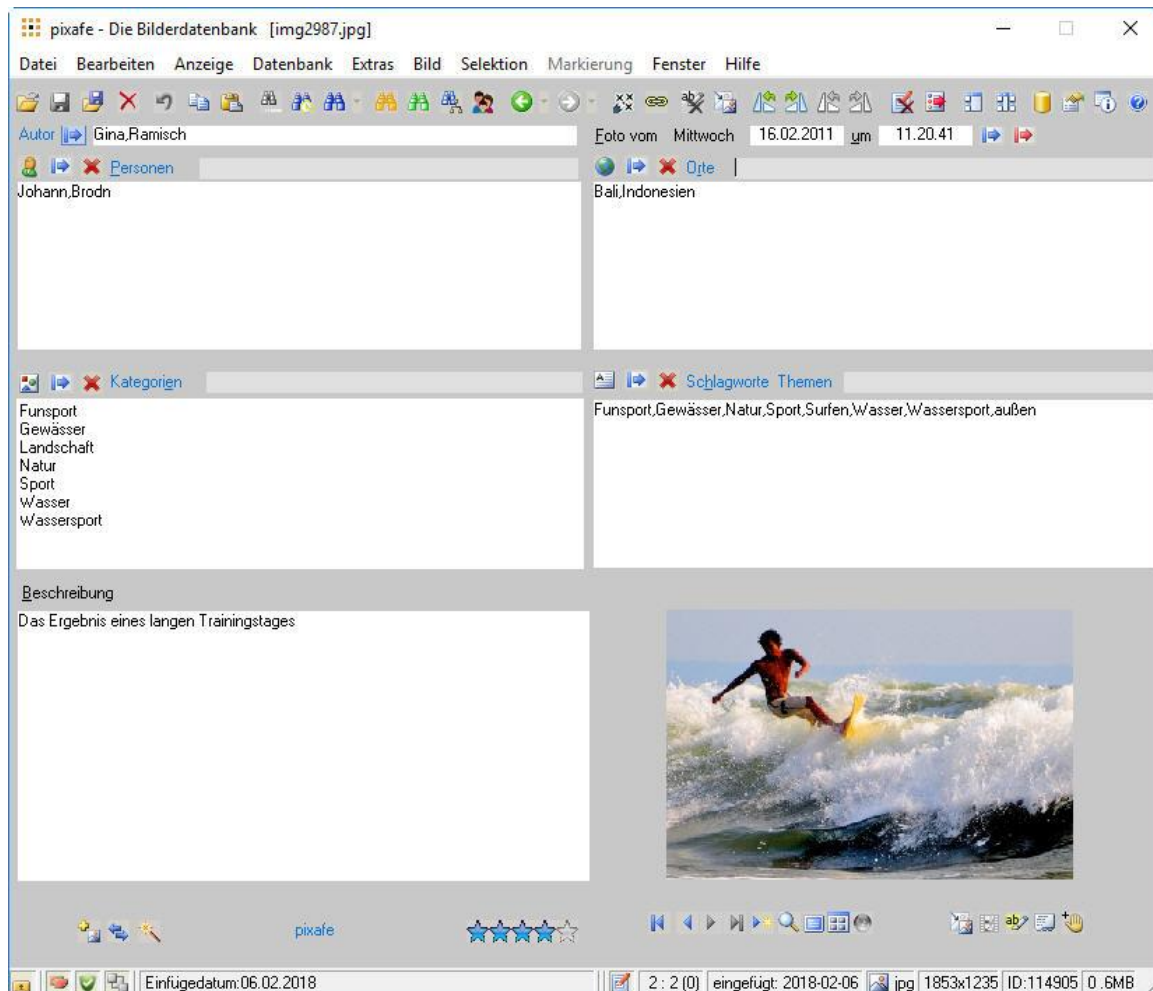 pixafe - Die Bilderdatenbank [img2987.jpg]
Datei Bearbeiten Anzeige Datenbank Extras Bild Selektion Markierung Fenster Hilfe
Autor Gina,Ramisch
Foto vom Mittwoch 16.02.2011 um 11.20.41
Personen
Orte
Johann,Brodn
Bali,Indonesien
Kategorien
Schlagworte Themen
Funsport
Gewässer
Landschaft
Natur
Sport
Wasser
Wassersport
Funsport,Gewässer,Natur,Sport,Surfen,Wasser,Wassersport,außen
Beschreibung
Das Ergebnis eines langen Trainingstages
pixafe
Einfügedatum:06.02.2018
2 : 2 (0) eingefügt: 2018-02-06 jpg 1853x1235 ID:114905 0 .6MB